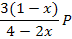 3(1 − x)
4 − 2x
P